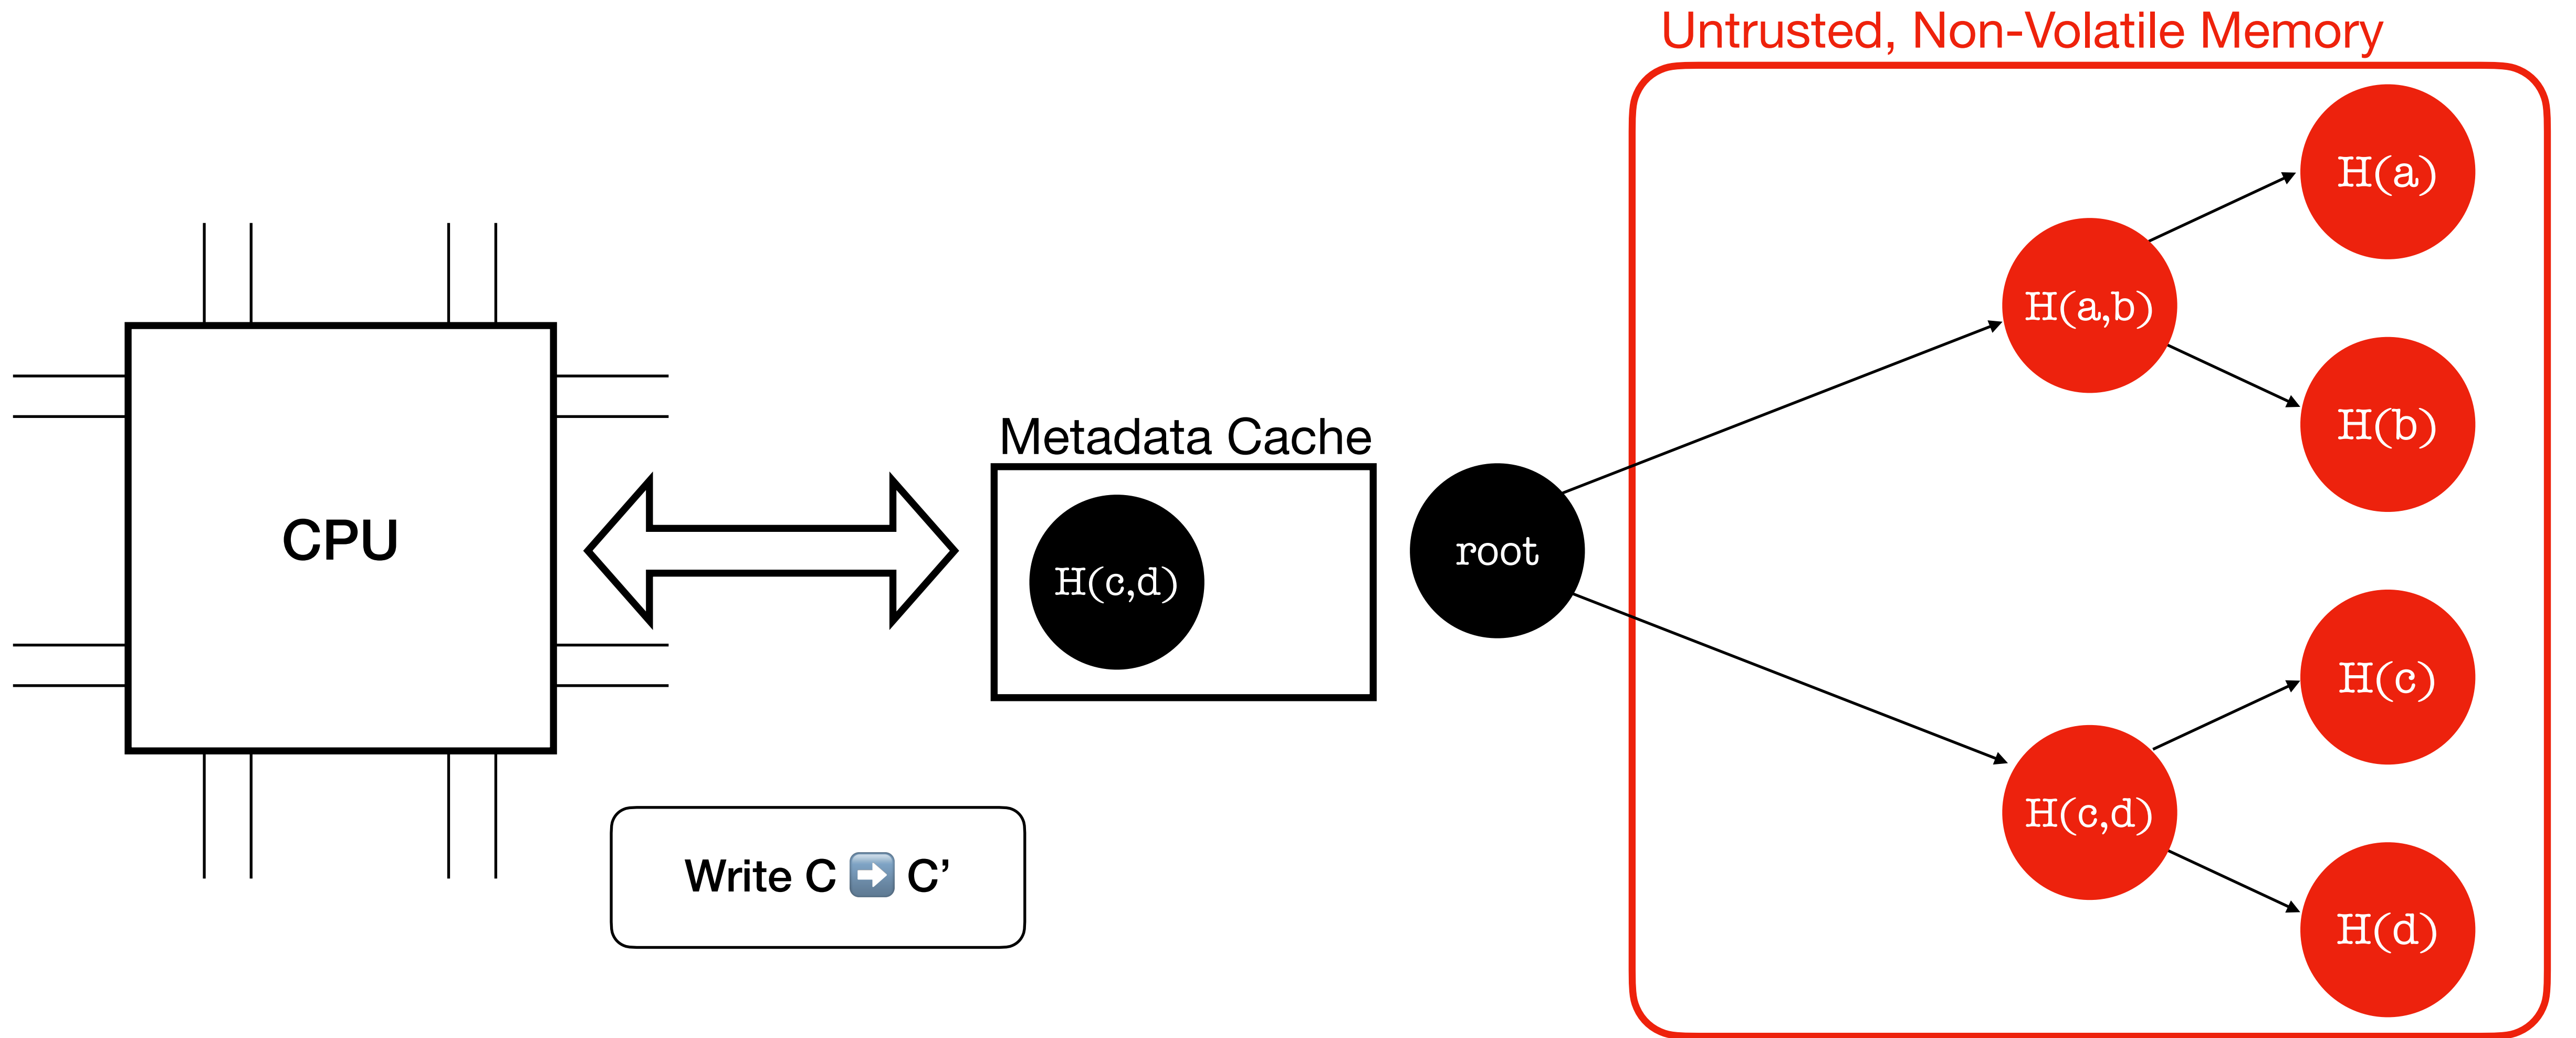 Untrusted, Non-Volatile Memory
H(a)
H(a,b)
H(b)
Metadata Cache
CPU
H(c,d)
root
H(c)
H(c,d)
H(d)
Write C ➡️ C’